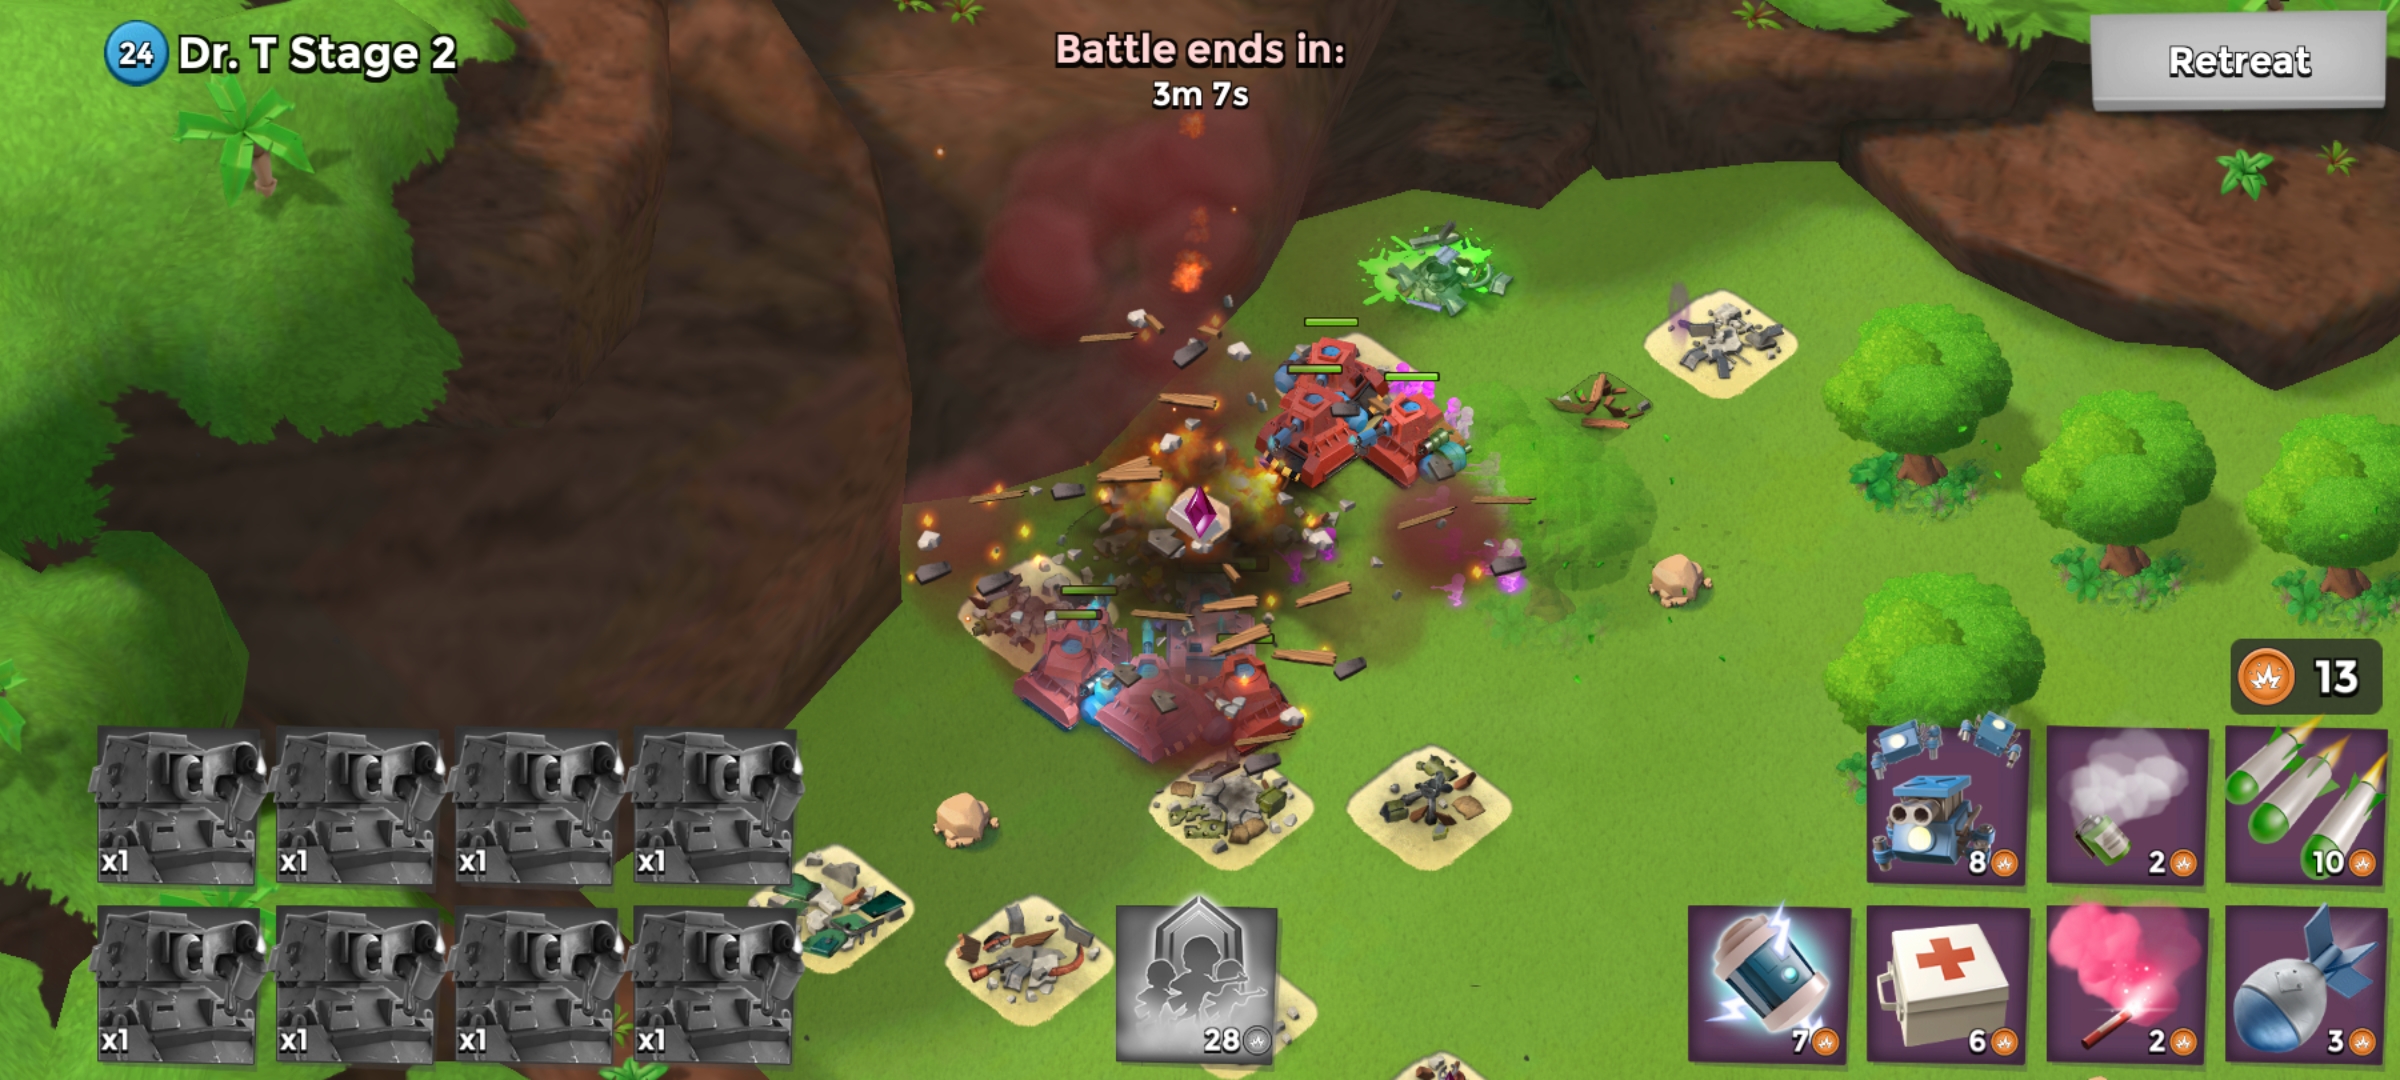 24 Dr. T Stage 2
Battle ends in:
3m 7s
Retreat
13
x1 x1 x1 x1
8 2 10
x1 x1 x1 x1
28
7 6 2 3